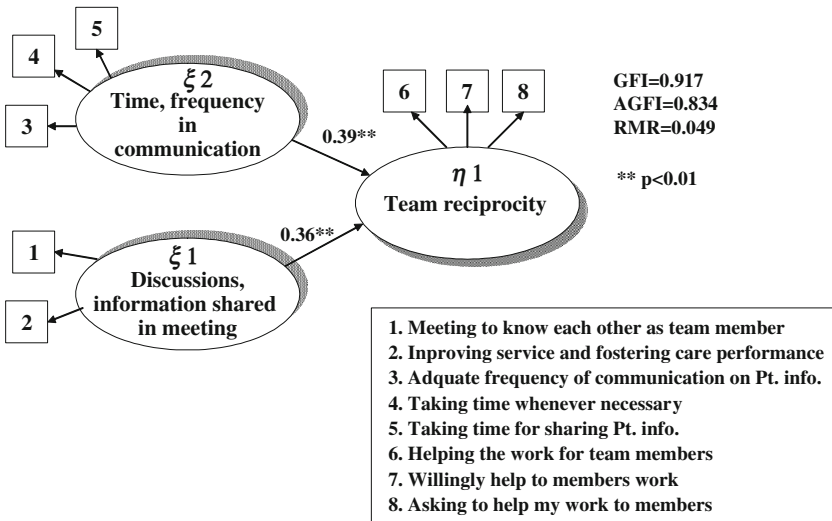 5
4
3
ξ2
Time, frequency
in
communication
0.39**
6
7
8
η1
Team reciprocity
GFI=0.917
AGFI=0.834
RMR=0.049
** p<0.01
1
2
ξ1
Discussions,
information shared
in meeting
0.36**
1. Meeting to know each other as team member
2. Inproving service and fostering care performance
3. Adquate frequency of communication on Pt. info.
4. Taking time whenever necessary
5. Taking time for sharing Pt. info.
6. Helping the work for team members
7. Willingly help to members work
8. Asking to help my work to members